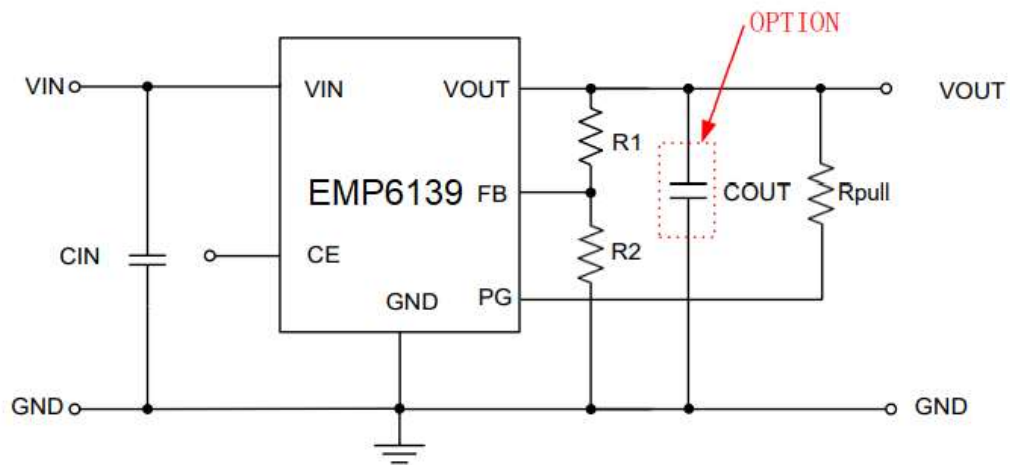 OPTION
VIN
VIN
VOUT
VOUT
R1
EMP6139
FB
COUT
Rpull
CIN
CE
R2
PG
GND
GND
GND